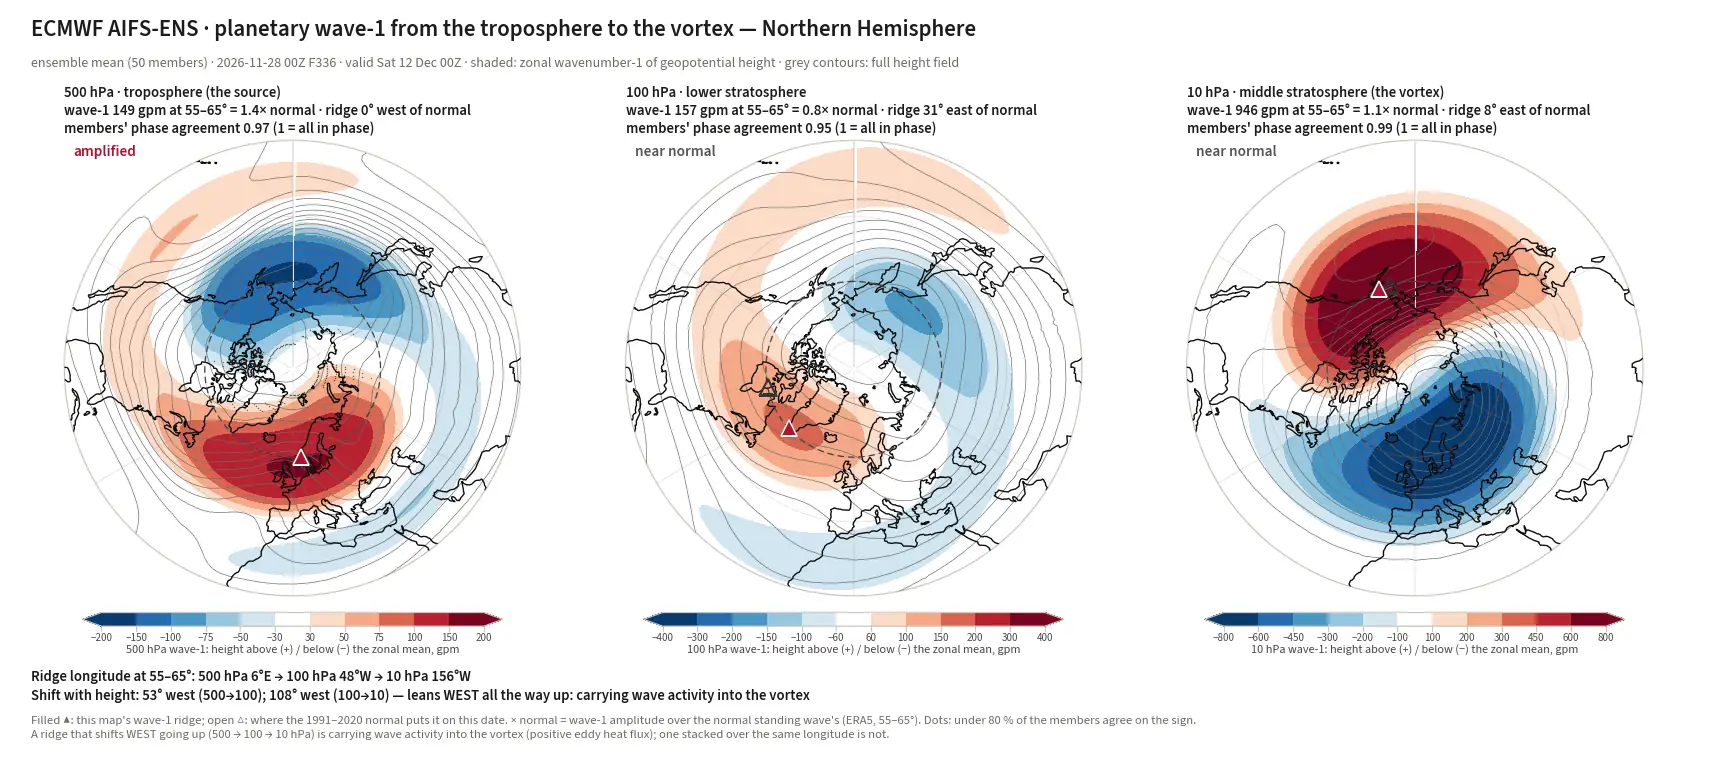 ECMWF AIFS-ENS · planetary wave-1 from the troposphere to the vortex — Northern Hemisphere
ensemble mean (50 members) · 2026-11-28 00Z F336 · valid Sat 12 Dec 00Z · shaded: zonal wavenumber-1 of geopotential height · grey contours: full height field
500 hPa · troposphere (the source)
wave-1 149 gpm at 55–65° = 1.4× normal · ridge 0° west of normal
members' phase agreement 0.97 (1 = all in phase)
amplified
100 hPa · lower stratosphere
wave-1 157 gpm at 55–65° = 0.8× normal · ridge 31° east of normal
members' phase agreement 0.95 (1 = all in phase)
near normal
10 hPa · middle stratosphere (the vortex)
wave-1 946 gpm at 55–65° = 1.1× normal · ridge 8° east of normal
members' phase agreement 0.99 (1 = all in phase)
near normal
−200 −150 −100 −75 −50 −30 30 50 75 100 150 200
500 hPa wave-1: height above (+) / below (−) the zonal mean, gpm
−400 −300 −200 −150 −100 −60 60 100 150 200 300 400
100 hPa wave-1: height above (+) / below (−) the zonal mean, gpm
−800 −600 −450 −300 −200 −100 100 200 300 450 600 800
10 hPa wave-1: height above (+) / below (−) the zonal mean, gpm
Ridge longitude at 55–65°: 500 hPa 6°E → 100 hPa 48°W → 10 hPa 156°W
Shift with height: 53° west (500→100); 108° west (100→10) — leans WEST all the way up: carrying wave activity into the vortex
Filled ▲: this map's wave-1 ridge; open △: where the 1991–2020 normal puts it on this date. × normal = wave-1 amplitude over the normal standing wave's (ERA5, 55–65°). Dots: under 80 % of the members agree on the sign.
A ridge that shifts WEST going up (500 → 100 → 10 hPa) is carrying wave activity into the vortex (positive eddy heat flux); one stacked over the same longitude is not.